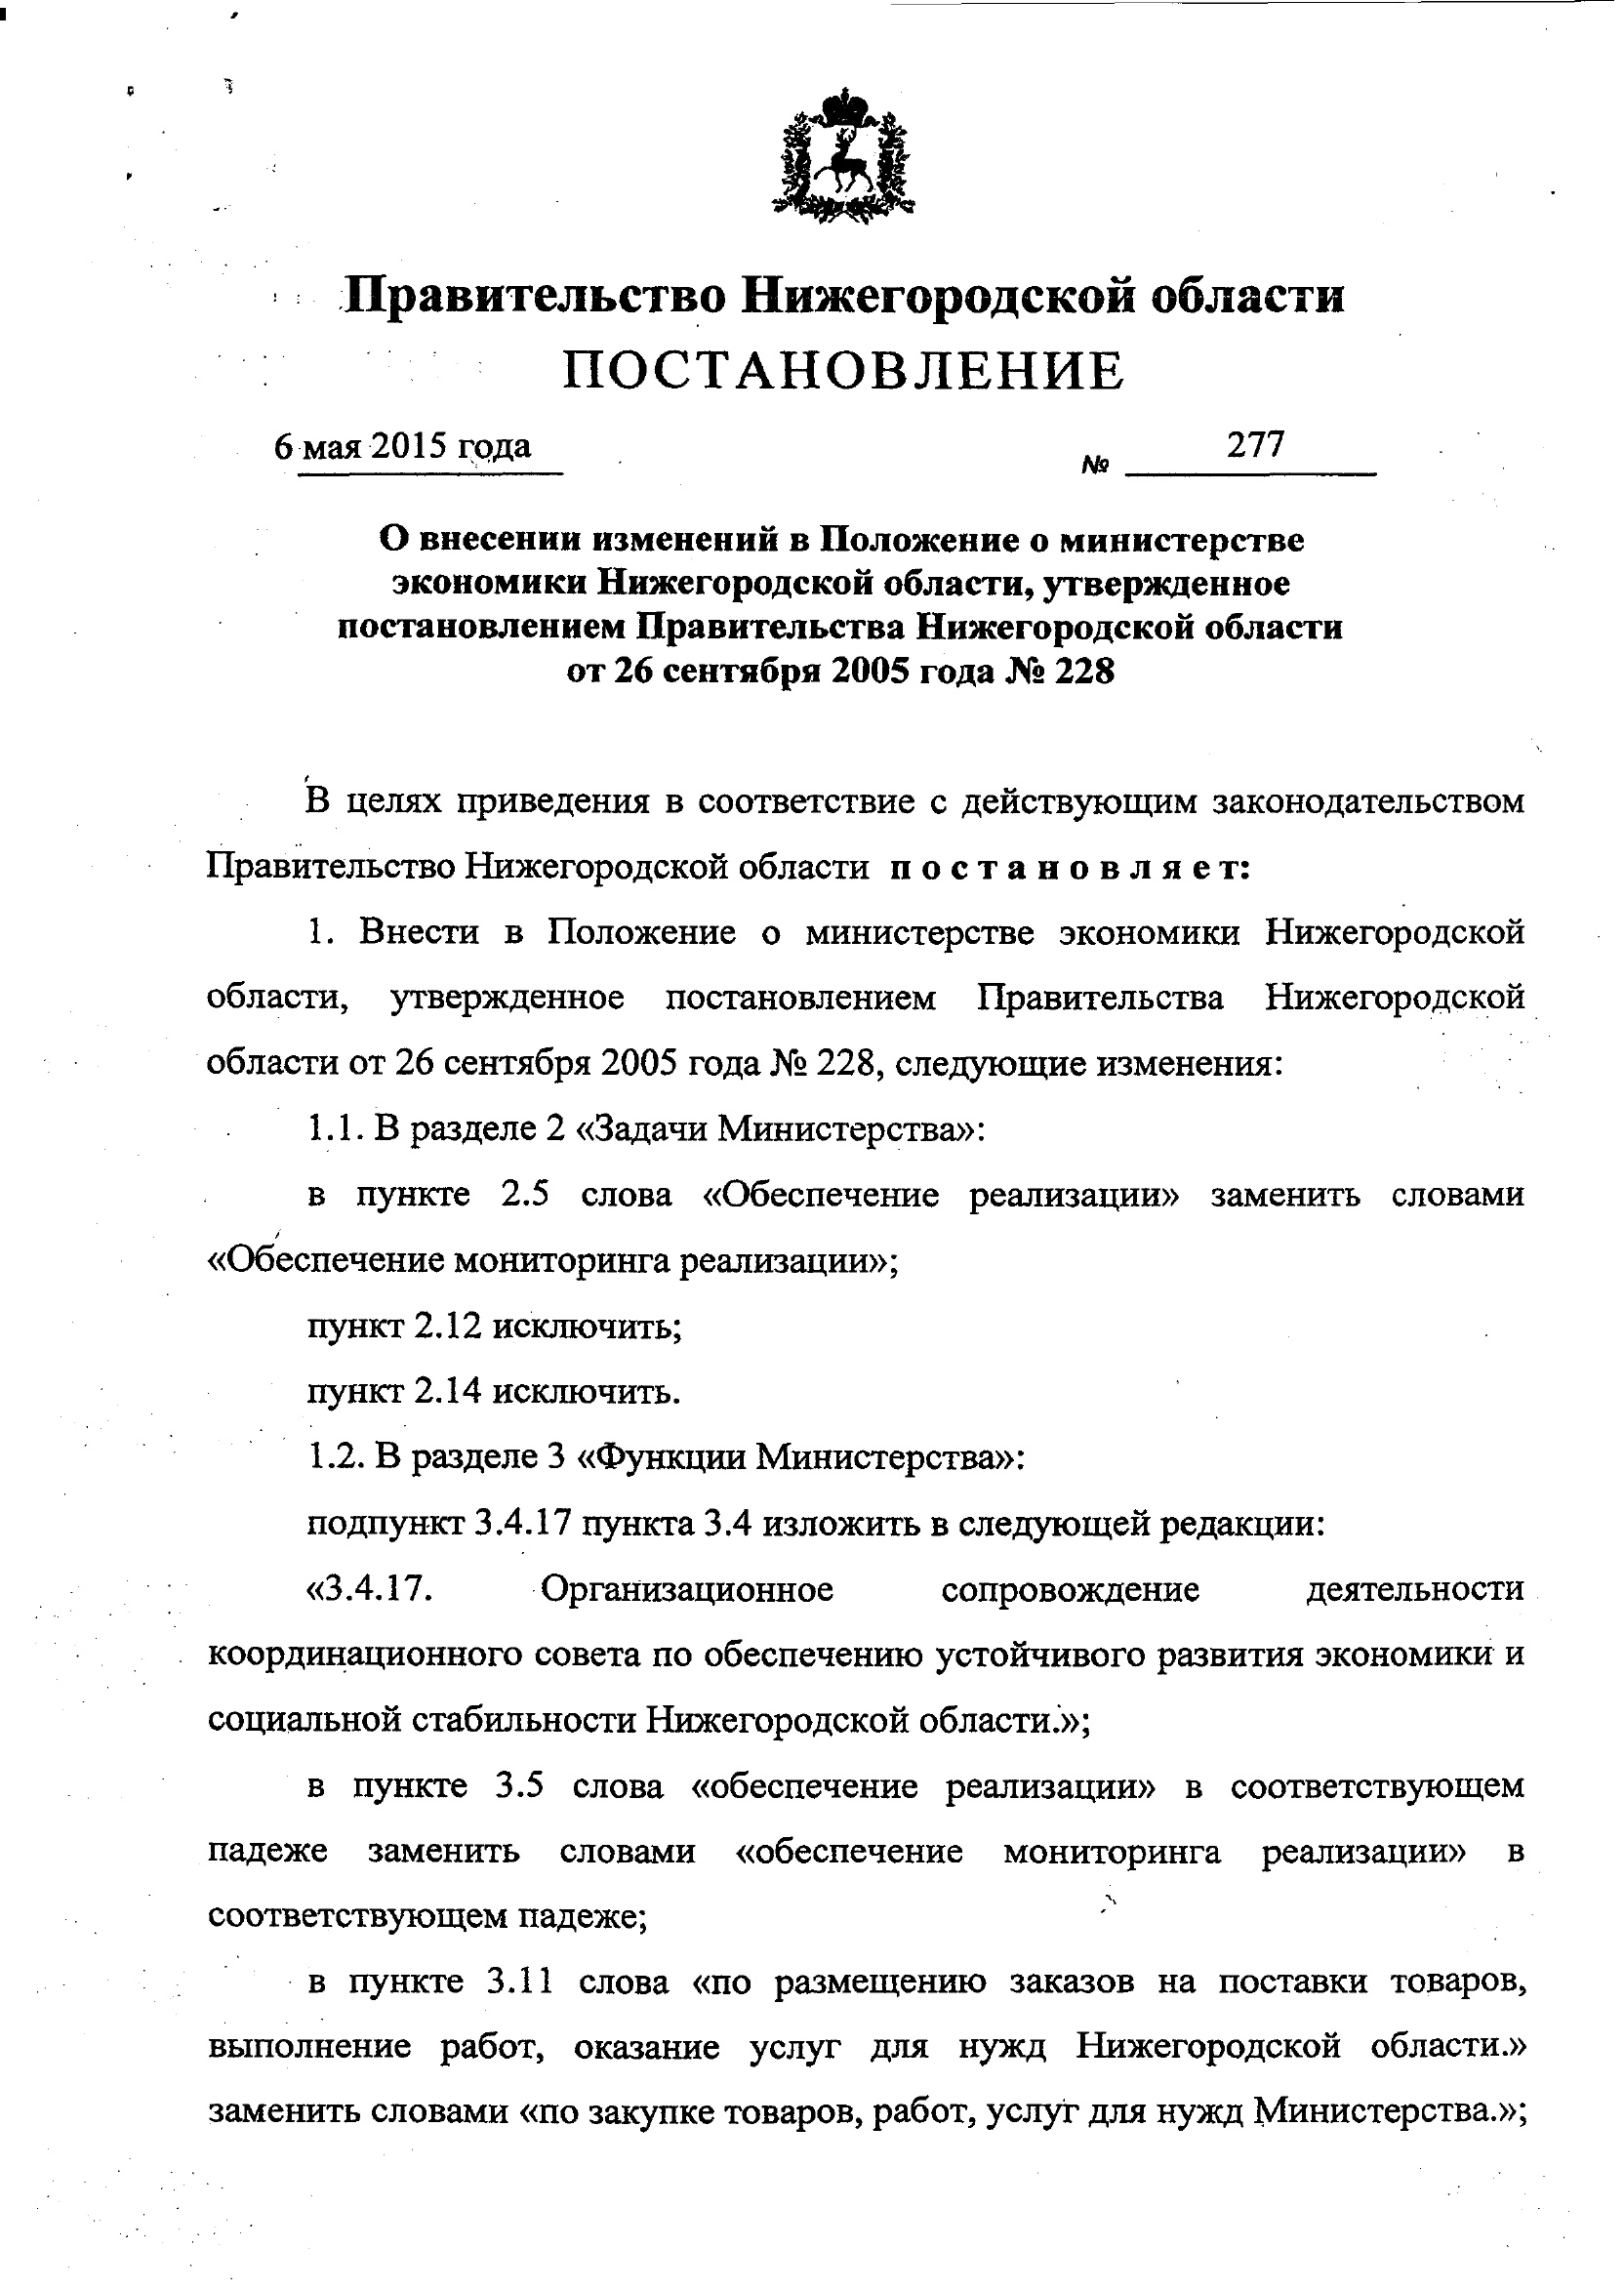 Правительство Нижегородской области
ПОСТАНОВЛЕНИЕ
6 мая 2015 года № 277
О внесении изменений в Положение о министерстве
экономики Нижегородской области, утвержденное
постановлением Правительства Нижегородской области
от 26 сентября 2005 года № 228
В целях приведения в соответствие с действующим законодательством
Правительство Нижегородской области п о с т а н о в л я е т:
1. Внести в Положение о министерстве экономики Нижегородской
области, утвержденное постановлением Правительства Нижегородской
области от 26 сентября 2005 года № 228, следующие изменения:
1.1. В разделе 2 «Задачи Министерства»:
в пункте 2.5 слова «Обеспечение реализации» заменить словами
«Обеспечение мониторинга реализации»;
пункт 2.12 исключить;
пункт 2.14 исключить.
1.2. В разделе 3 «Функции Министерства»:
подпункт 3.4.17 пункта 3.4 изложить в следующей редакции:
«3.4.17. Организационное сопровождение деятельности
координационного совета по обеспечению устойчивого развития экономики и
социальной стабильности Нижегородской области.»;
в пункте 3.5 слова «обеспечение реализации» в соответствующем
падеже заменить словами «обеспечение мониторинга реализации» в
соответствующем падеже;
в пункте 3.11 слова «по размещению заказов на поставки товаров,
выполнение работ, оказание услуг для нужд Нижегородской области.»
заменить словами «по закупке товаров, работ, услуг для нужд Министерства.»;